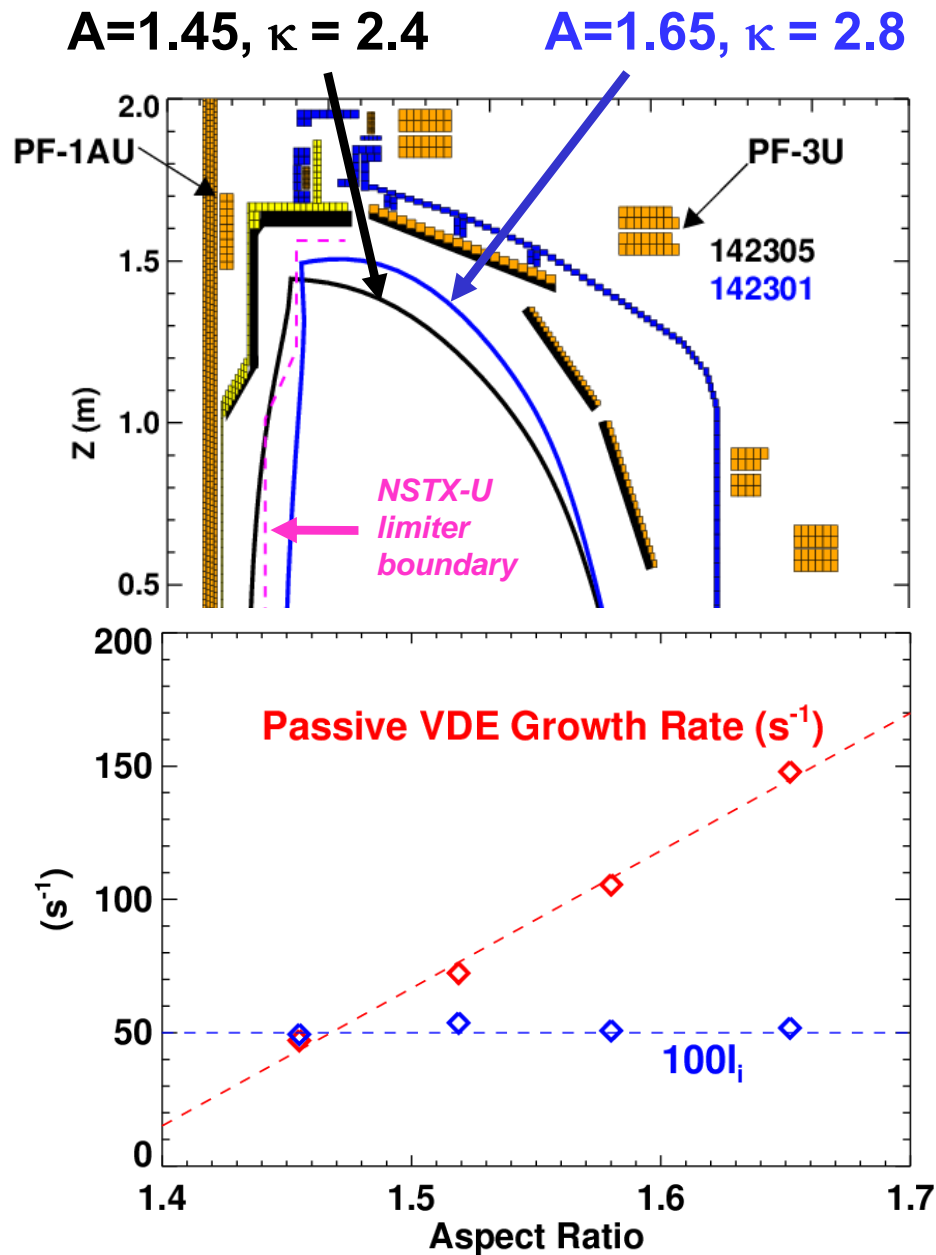 A=1.45, κ = 2.4
A=1.65, κ = 2.8
2.0
PF-1AU
PF-3U
142305
1.5
142301
Z (m)
1.0
NSTX-U
limiter
boundary
0.5
200
Passive VDE Growth Rate (s⁻¹)
150
(s⁻¹)
100
50
100lᵢ
0
1.4
1.5
1.6
1.7
Aspect Ratio